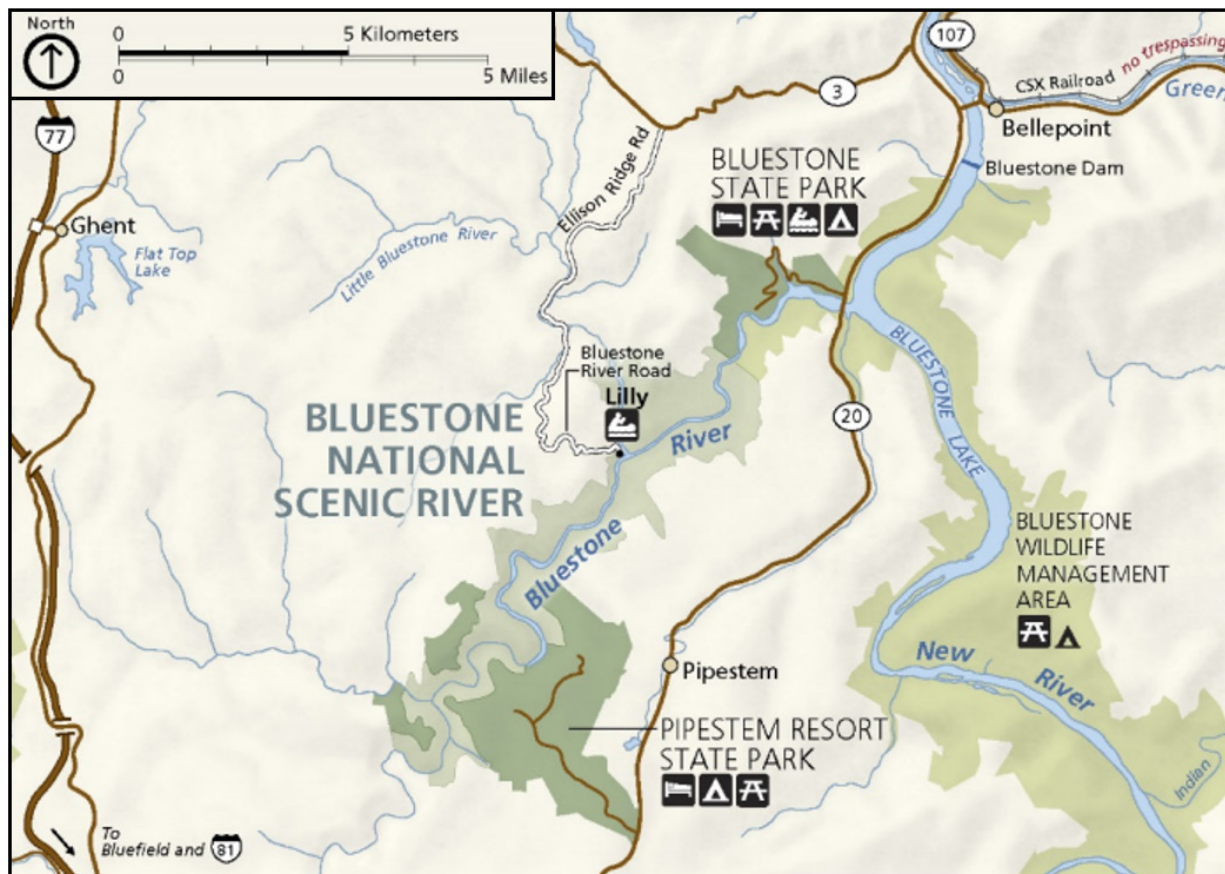 North
0 5 Kilometers
0 5 Miles
107
CSX Railroad
no trespassing
Green
3
77
Bellepoint
Ellison Ridge Rd
BLUESTONE
STATE PARK
Bluestone Dam
Ghent
Flat Top
Lake
Little Bluestone River
Bluestone
River Road
Lilly
BLUESTONE LAKE
20
BLUESTONE
NATIONAL
SCENIC RIVER
River
Bluestone
BLUESTONE
WILDLIFE
MANAGEMENT
AREA
New
River
Pipestem
PIPESTEM RESORT
STATE PARK
Indian
To
Bluefield and 81